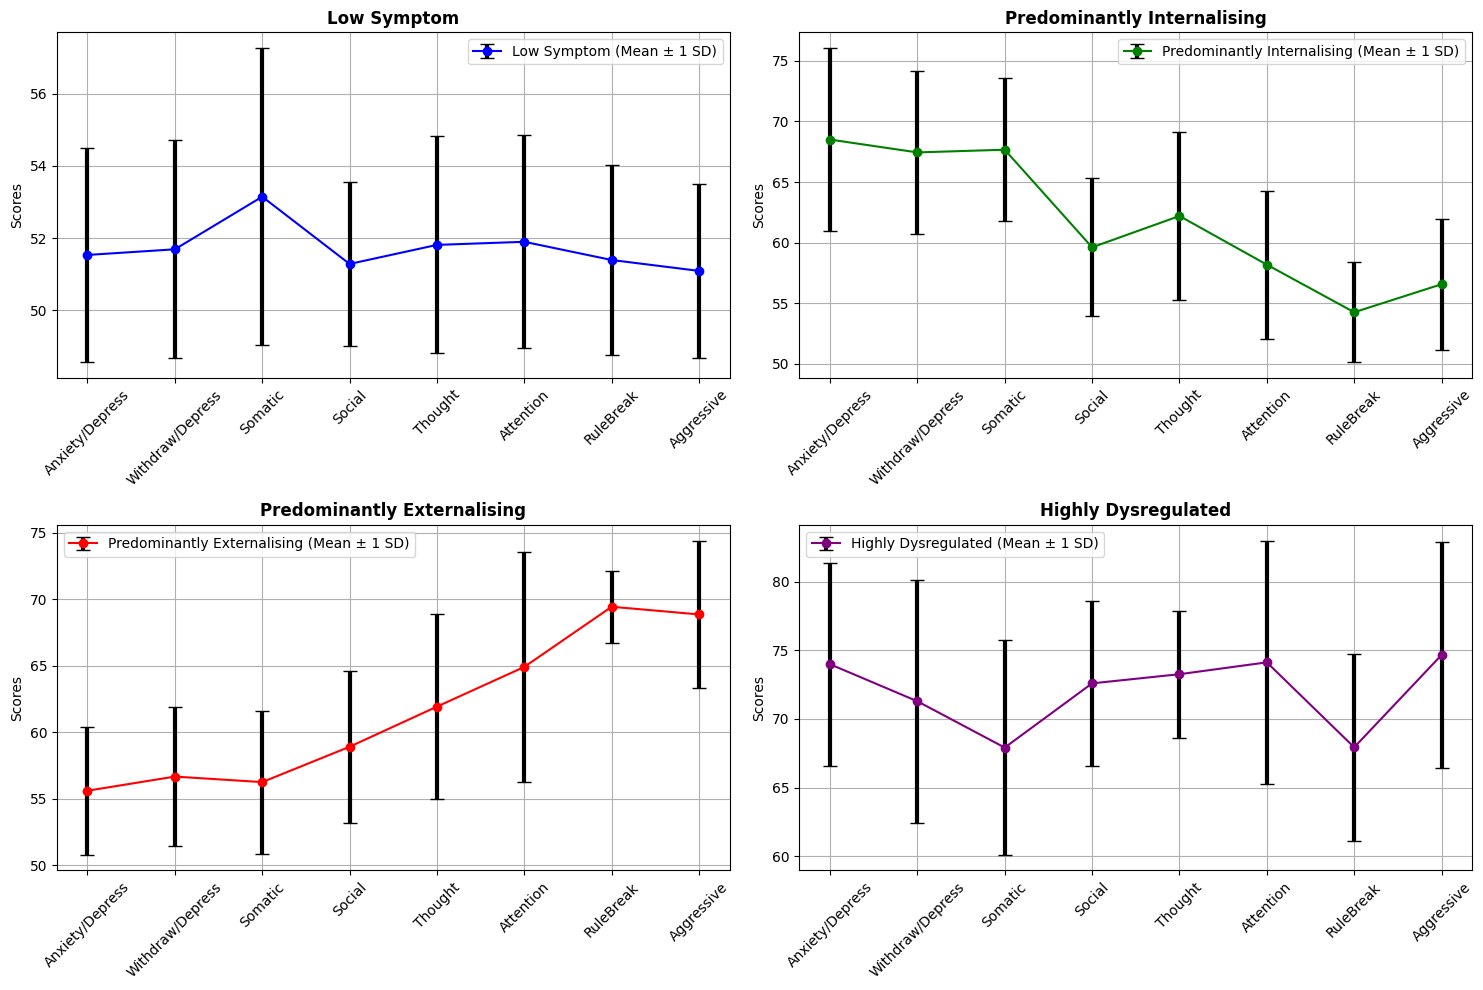 Low Symptom
Low Symptom (Mean ± 1 SD)
Scores
56
54
52
50
Anxiety/Depress
Withdraw/Depress
Somatic
Social
Thought
Attention
RuleBreak
Aggressive
Predominantly Internalising
Predominantly Internalising (Mean ± 1 SD)
Scores
75
70
65
60
55
50
Anxiety/Depress
Withdraw/Depress
Somatic
Social
Thought
Attention
RuleBreak
Aggressive
Predominantly Externalising
Predominantly Externalising (Mean ± 1 SD)
Scores
75
70
65
60
55
50
Anxiety/Depress
Withdraw/Depress
Somatic
Social
Thought
Attention
RuleBreak
Aggressive
Highly Dysregulated
Highly Dysregulated (Mean ± 1 SD)
Scores
80
75
70
65
60
Anxiety/Depress
Withdraw/Depress
Somatic
Social
Thought
Attention
RuleBreak
Aggressive